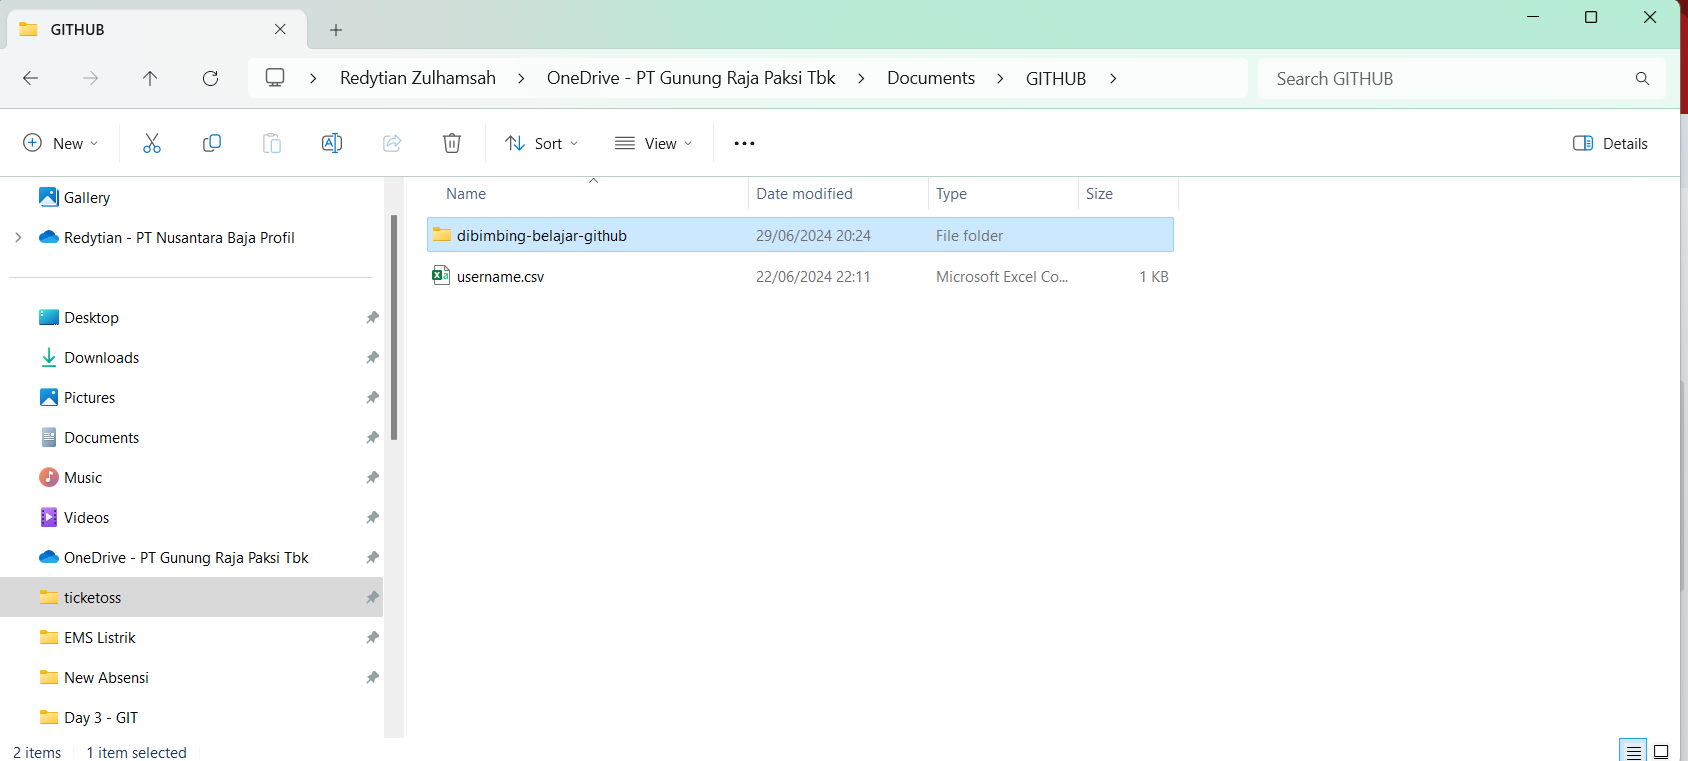 GITHUB
Redytian Zulhamsah > OneDrive - PT Gunung Raja Paksi Tbk > Documents > GITHUB >
Search GITHUB
New
Sort
View
Details
Gallery
Redytian - PT Nusantara Baja Profil
Desktop
Downloads
Pictures
Documents
Music
Videos
OneDrive - PT Gunung Raja Paksi Tbk
ticketoss
EMS Listrik
New Absensi
Day 3 - GIT
Name Date modified Type Size
dibimbing-belajar-github 29/06/2024 20:24 File folder
username.csv 22/06/2024 22:11 Microsoft Excel Co... 1 KB
2 items 1 item selected